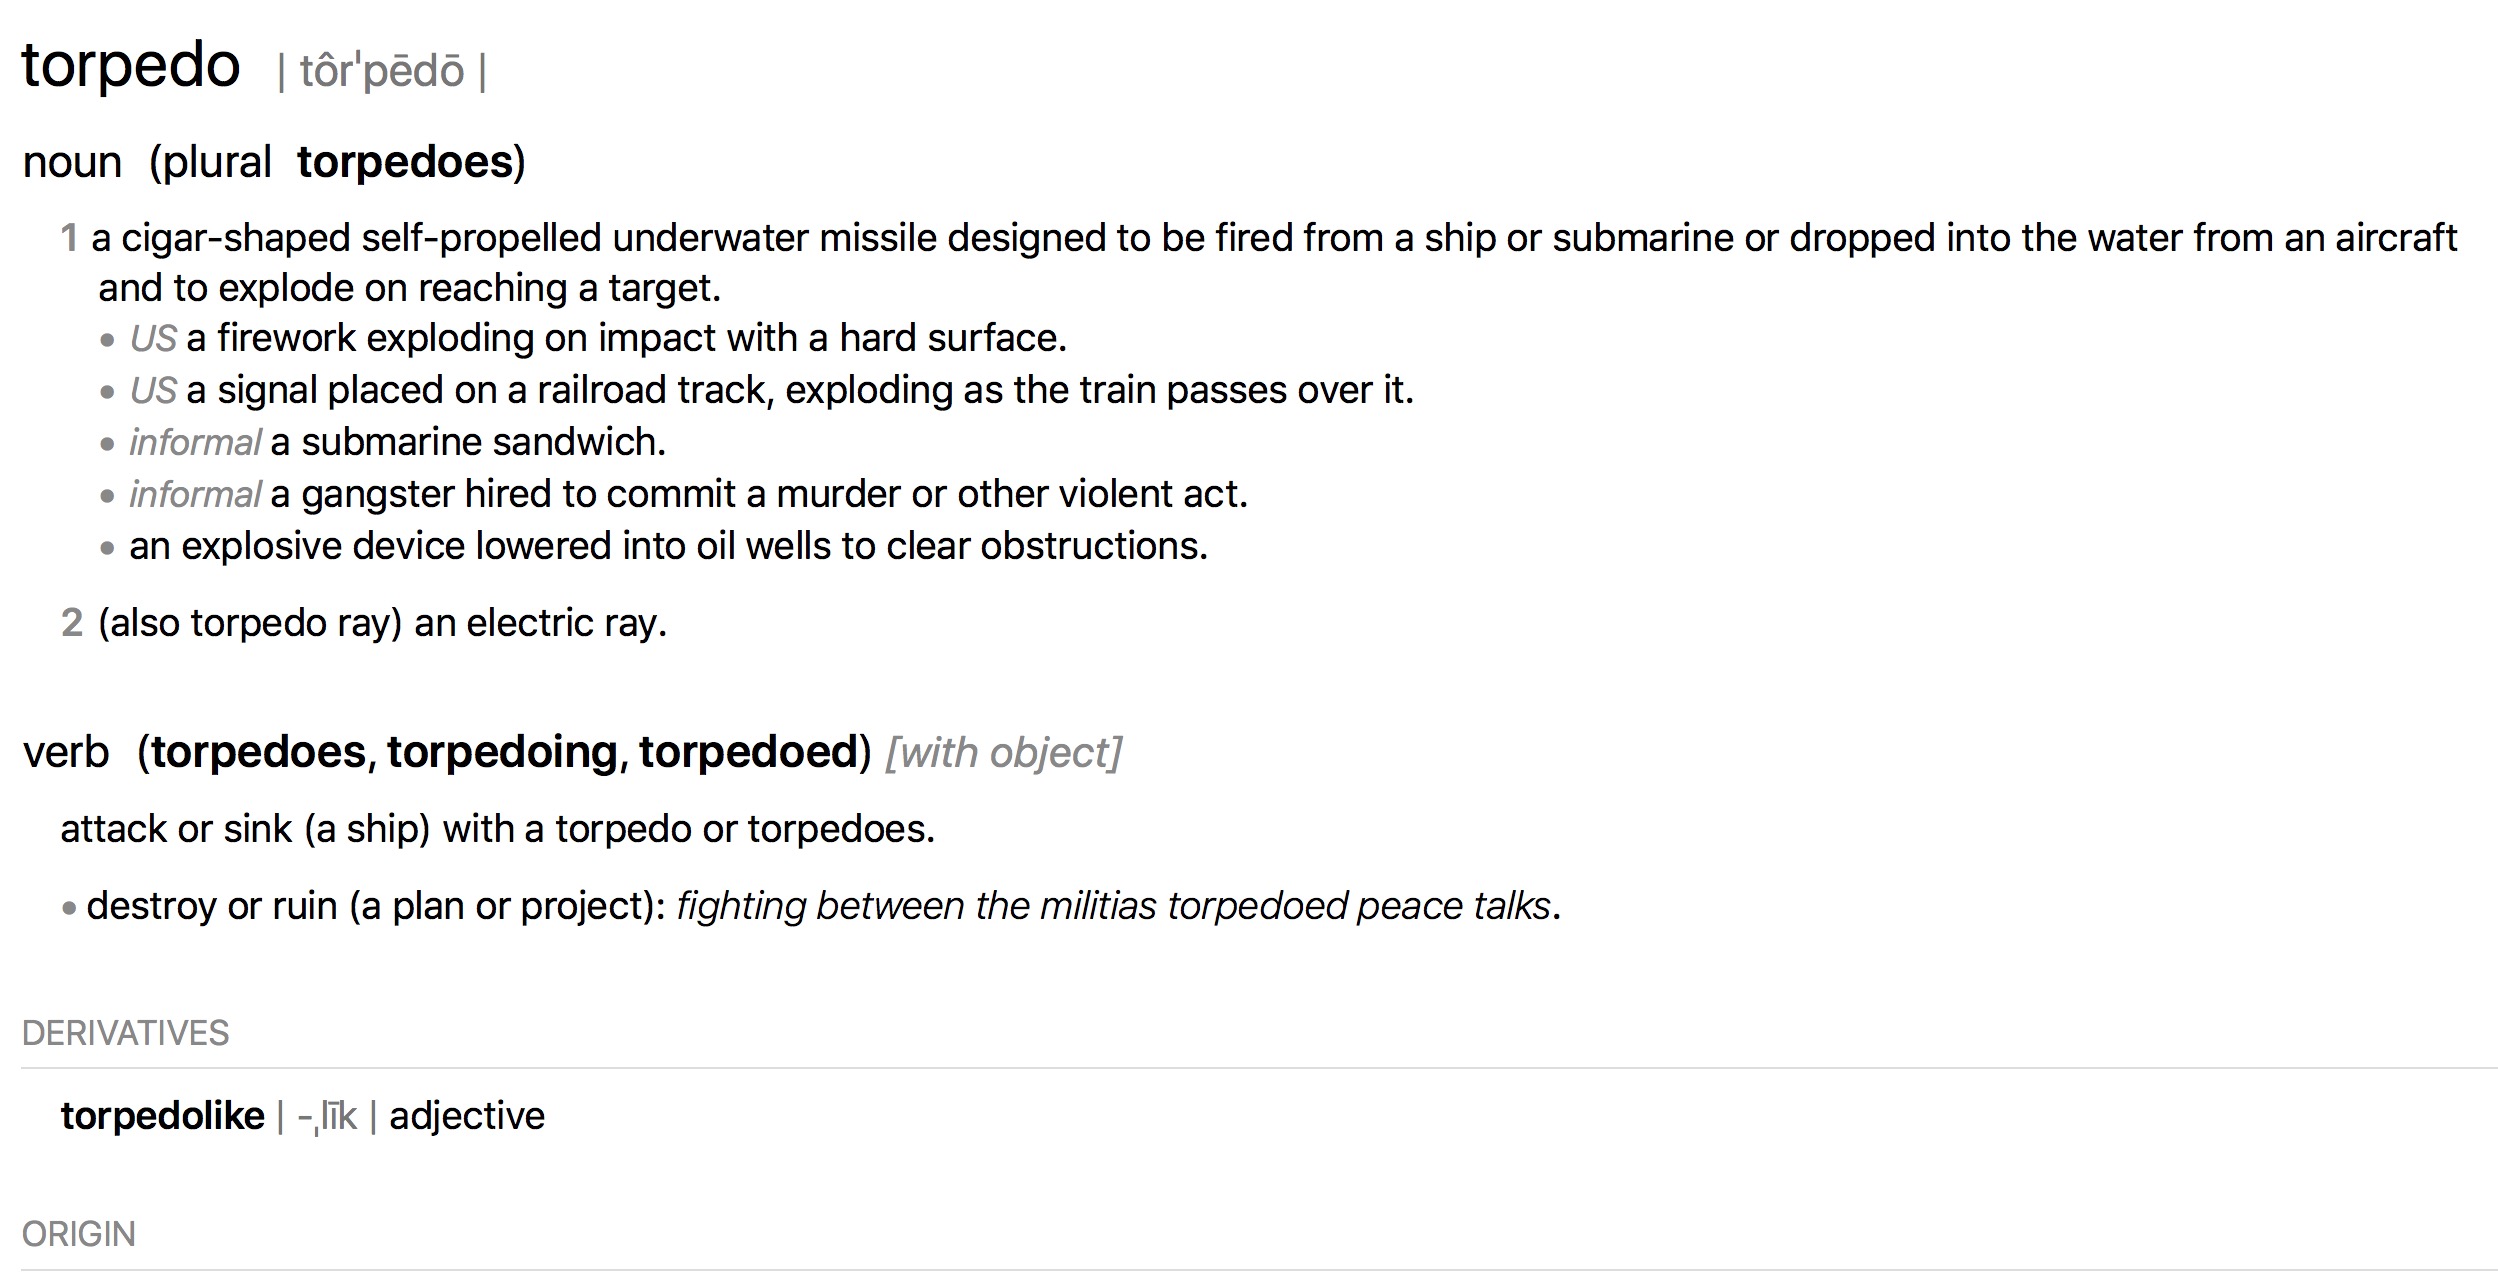 torpedo | tôrˈpēdō |
noun (plural torpedoes)
1 a cigar-shaped self-propelled underwater missile designed to be fired from a ship or submarine or dropped into the water from an aircraft
and to explode on reaching a target.
• US a firework exploding on impact with a hard surface.
• US a signal placed on a railroad track, exploding as the train passes over it.
• informal a submarine sandwich.
• informal a gangster hired to commit a murder or other violent act.
• an explosive device lowered into oil wells to clear obstructions.
2 (also torpedo ray) an electric ray.
verb (torpedoes, torpedoing, torpedoed) [with object]
attack or sink (a ship) with a torpedo or torpedoes.
• destroy or ruin (a plan or project): fighting between the militias torpedoed peace talks.
DERIVATIVES
torpedolike | -ˌlīk | adjective
ORIGIN